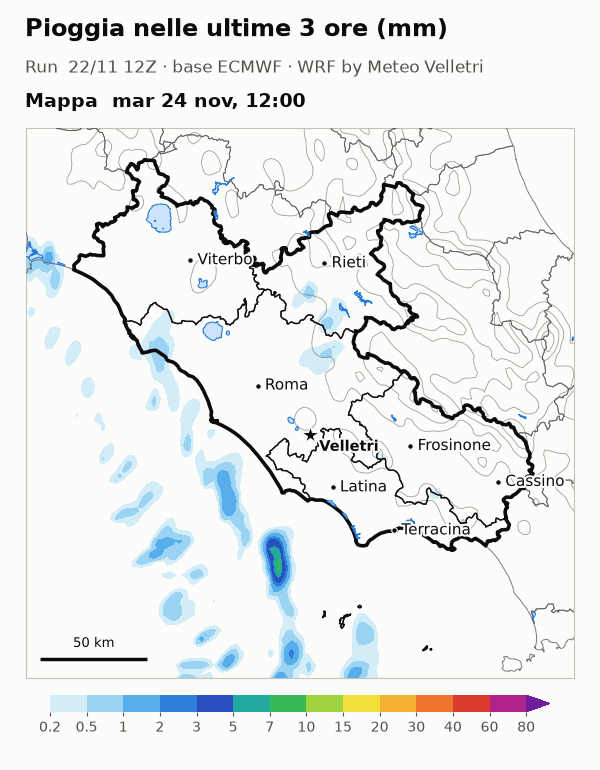 Pioggia nelle ultime 3 ore (mm)
Run  22/11 12Z · base ECMWF · WRF by Meteo Velletri
Mappa  mar 24 nov, 12:00
Viterbo
Rieti
Roma
Velletri
Frosinone
Latina
Cassino
Terracina
50 km
0.2 0.5 1 2 3 5 7 10 15 20 30 40 60 80